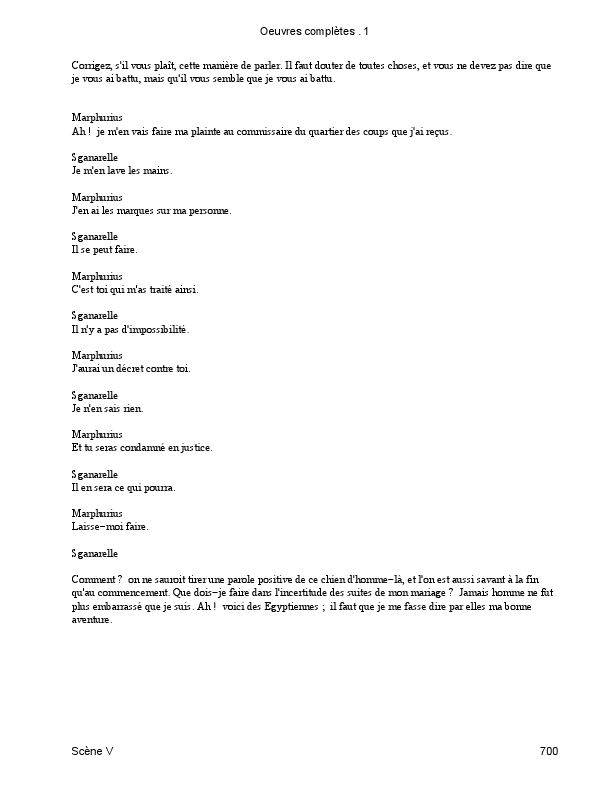 Oeuvres complètes . 1
Corrigez, s'il vous plaît, cette manière de parler. Il faut douter de toutes choses, et vous ne devez pas dire que
je vous ai battu, mais qu'il vous semble que je vous ai battu.
Marphurius
Ah ! je m'en vais faire ma plainte au commissaire du quartier des coups que j'ai reçus.
Sganarelle
Je m'en lave les mains.
Marphurius
J'en ai les marques sur ma personne.
Sganarelle
Il se peut faire.
Marphurius
C'est toi qui m'as traité ainsi.
Sganarelle
Il n'y a pas d'impossibilité.
Marphurius
J'aurai un décret contre toi.
Sganarelle
Je n'en sais rien.
Marphurius
Et tu seras condamné en justice.
Sganarelle
Il en sera ce qui pourra.
Marphurius
Laisse−moi faire.
Sganarelle
Comment ? on ne sauroit tirer une parole positive de ce chien d'homme−là, et l'on est aussi savant à la fin
qu'au commencement. Que dois−je faire dans l'incertitude des suites de mon mariage ? Jamais homme ne fut
plus embarrassé que je suis. Ah ! voici des Egyptiennes ; il faut que je me fasse dire par elles ma bonne
aventure.
Scène V
700